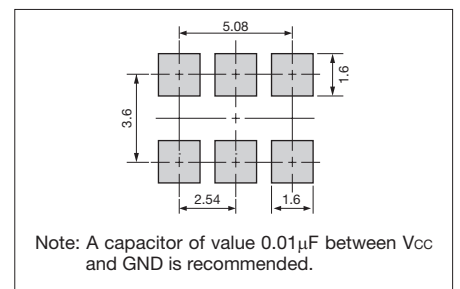 5.08
1.6
3.6
2.54
1.6
Note: A capacitor of value 0.01μF between Vcc
and GND is recommended.